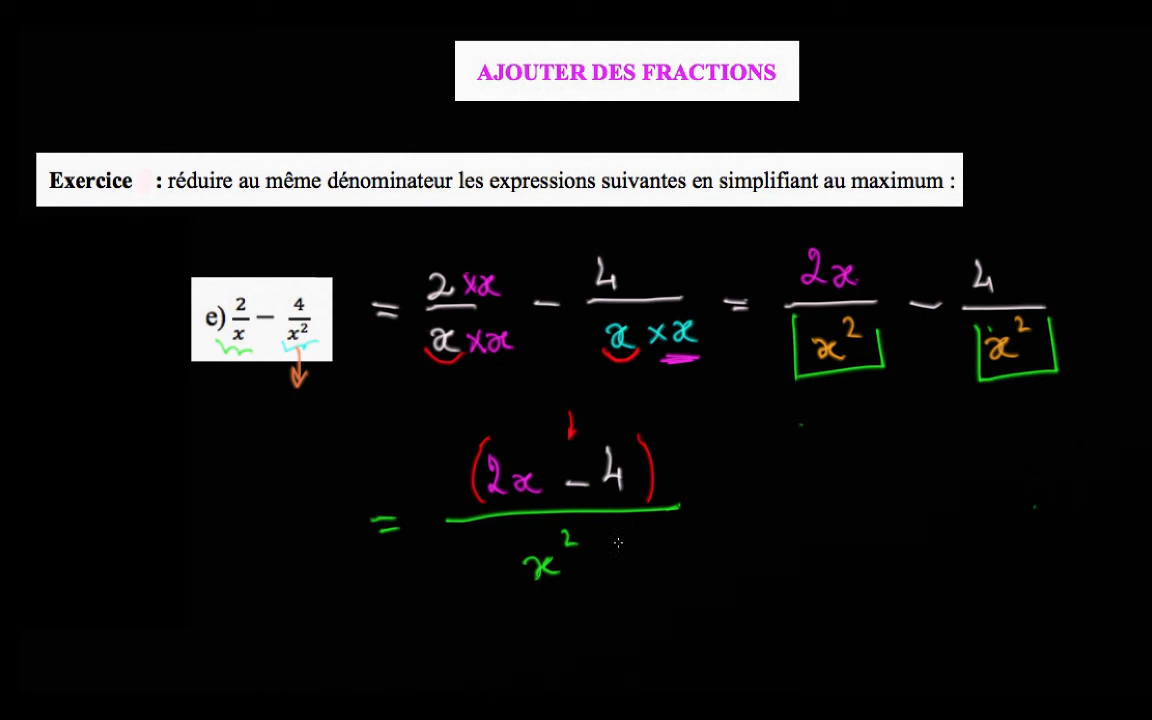 AJOUTER DES FRACTIONS
Exercice : réduire au même dénominateur les expressions suivantes en simplifiant au maximum :
e) 2/x − 4/x² = 2 × x / x × x − 4 / x × x = 2x / x² − 4 / x²
= (2x − 4) / x²